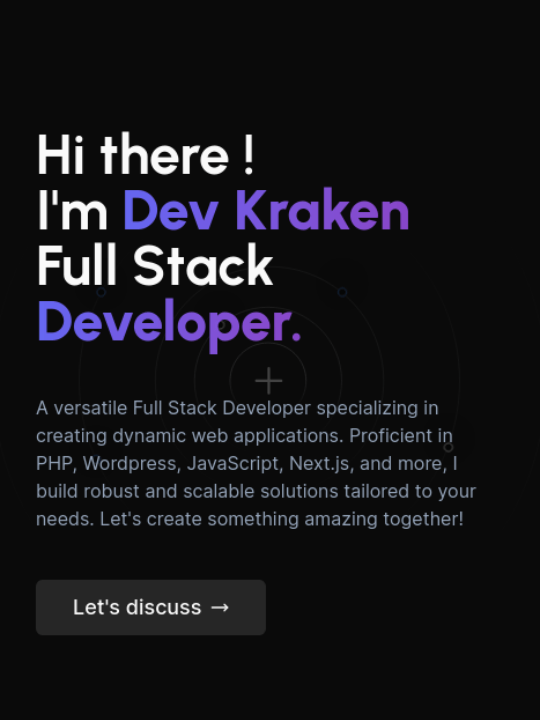 Hi there !
I'm Dev Kraken
Full Stack
Developer.
A versatile Full Stack Developer specializing in
creating dynamic web applications. Proficient in
PHP, Wordpress, JavaScript, Next.js, and more, I
build robust and scalable solutions tailored to your
needs. Let's create something amazing together!
Let's discuss →